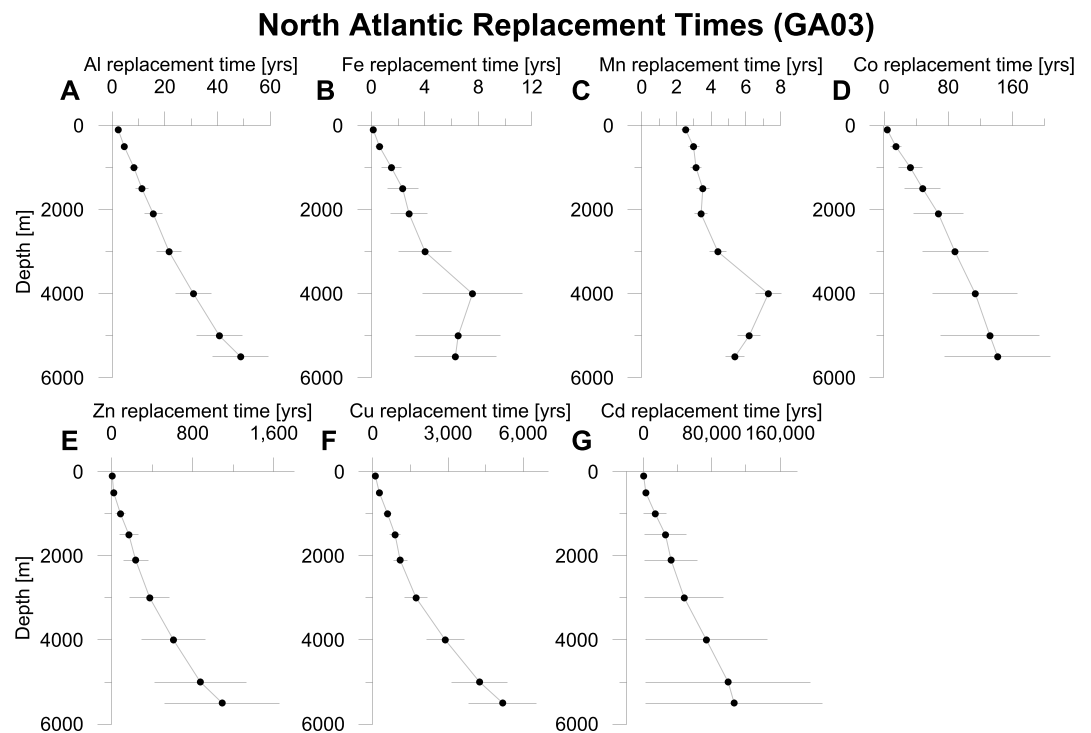 North Atlantic Replacement Times (GA03)
Al replacement time [yrs] Fe replacement time [yrs] Mn replacement time [yrs] Co replacement time [yrs]
A 0 20 40 60 B 0 4 8 12 C 0 2 4 6 8 D 0 80 160
0 0 0 0
2000 2000 2000 2000
Depth [m]
4000 4000 4000 4000
6000 6000 6000 6000
Zn replacement time [yrs] Cu replacement time [yrs] Cd replacement time [yrs]
E 0 800 1,600 F 0 3,000 6,000 G 0 80,000 160,000
0 0 0
2000 2000 2000
Depth [m]
4000 4000 4000
6000 6000 6000